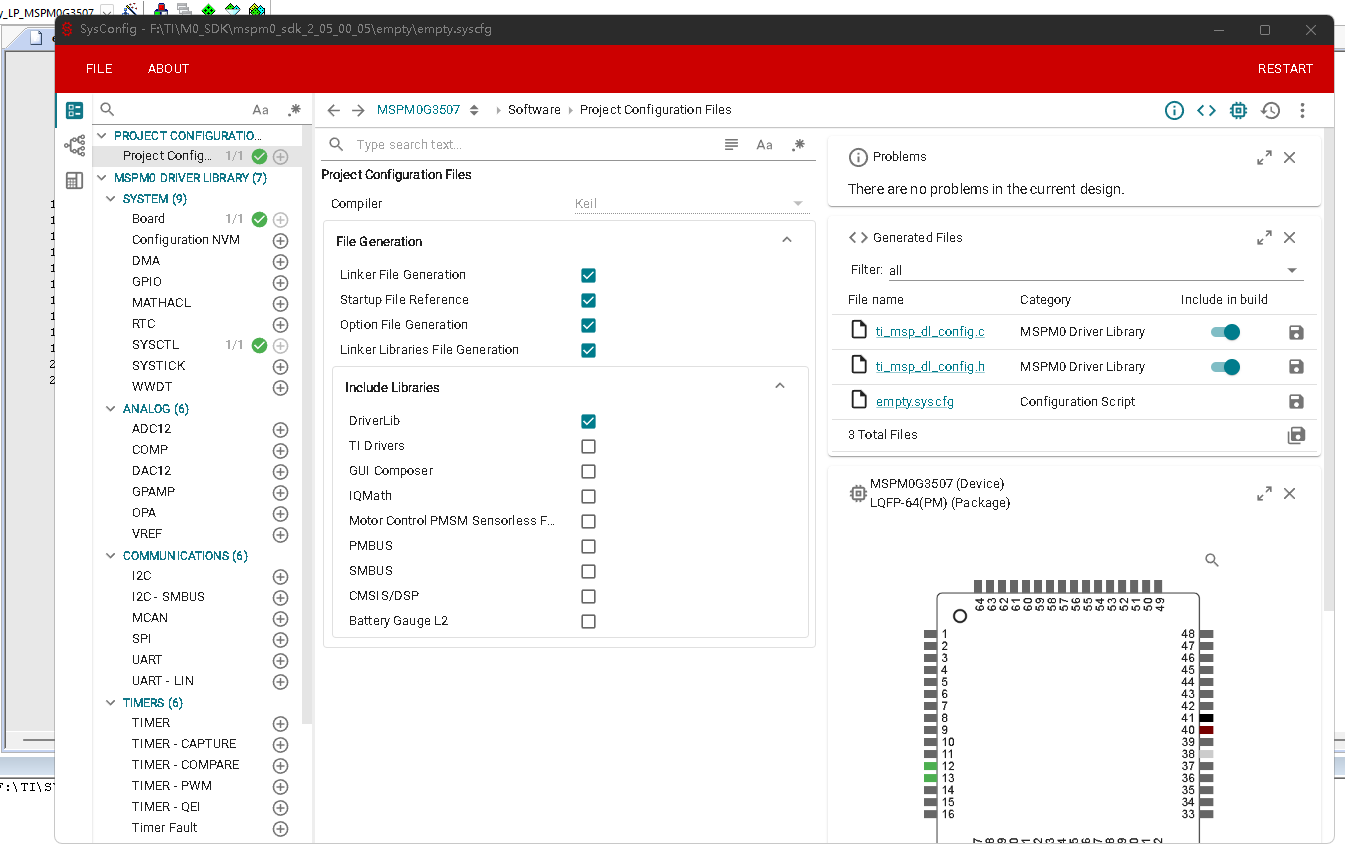 y_LP_MSPM0G3507
SysConfig - F:\TI\M0_SDK\mspm0_sdk_2_05_00_05\empty\empty.syscfg
FILE
ABOUT
RESTART
Aa
PROJECT CONFIGURATIO...
Project Config... 1/1
MSPM0 DRIVER LIBRARY (7)
SYSTEM (9)
Board 1/1
Configuration NVM
DMA
GPIO
MATHACL
RTC
SYSCTL 1/1
SYSTICK
WWDT
ANALOG (6)
ADC12
COMP
DAC12
GPAMP
OPA
VREF
COMMUNICATIONS (6)
I2C
I2C - SMBUS
MCAN
SPI
UART
UART - LIN
TIMERS (6)
TIMER
TIMER - CAPTURE
TIMER - COMPARE
TIMER - PWM
TIMER - QEI
Timer Fault
F:\TI\S
MSPM0G3507 Software Project Configuration Files
Type search text...
Aa
Project Configuration Files
Compiler Keil
File Generation
Linker File Generation
Startup File Reference
Option File Generation
Linker Libraries File Generation
Include Libraries
DriverLib
TI Drivers
GUI Composer
IQMath
Motor Control PMSM Sensorless F...
PMBUS
SMBUS
CMSIS/DSP
Battery Gauge L2
Problems
There are no problems in the current design.
Generated Files
Filter: all
File name Category Include in build
ti_msp_dl_config.c MSPM0 Driver Library
ti_msp_dl_config.h MSPM0 Driver Library
empty.syscfg Configuration Script
3 Total Files
MSPM0G3507 (Device)
LQFP-64(PM) (Package)
64 63 62 61 60 59 58 57 56 55 54 53 52 51 50 49
1 48
2 47
3 46
4 45
5 44
6 43
7 42
8 41
9 40
10 39
11 38
12 37
13 36
14 35
15 34
16 33